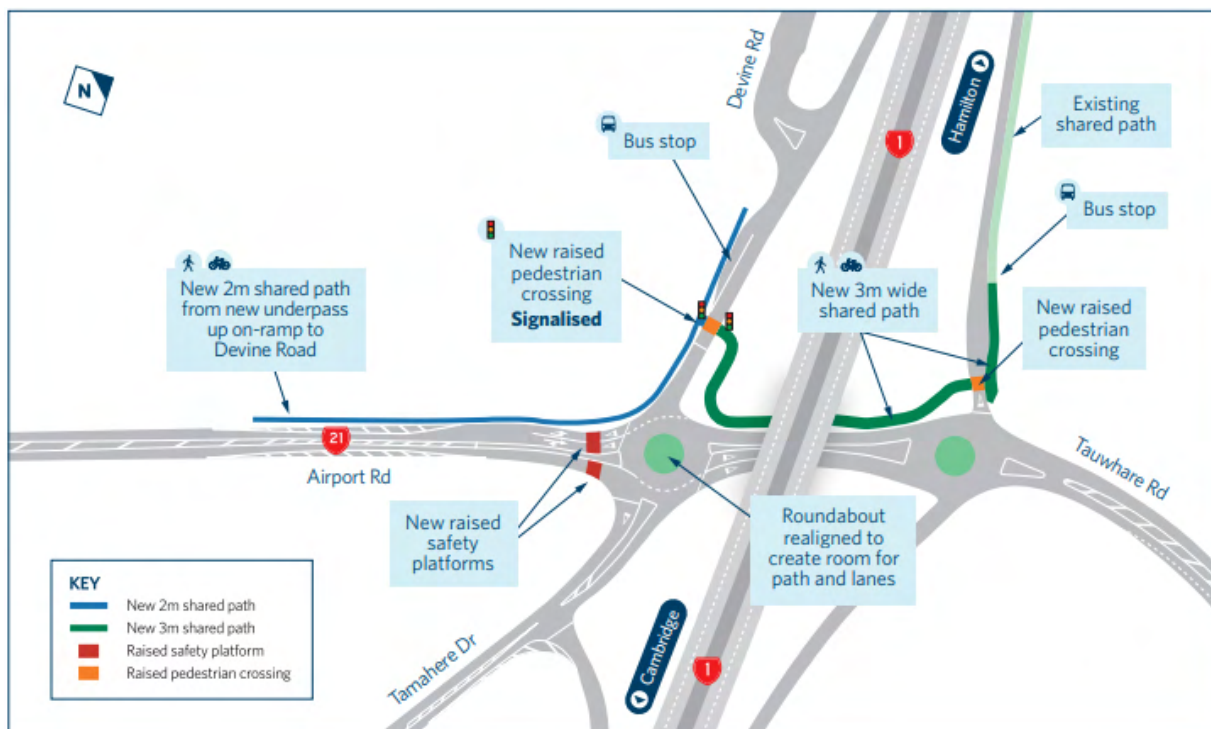 N
Devine Rd
Hamilton
1
Existing
shared path
Bus stop
Bus stop
New raised
pedestrian
crossing
Signalised
New 2m shared path
from new underpass
up on-ramp to
Devine Road
New 3m wide
shared path
New raised
pedestrian
crossing
21
Airport Rd
Tauwhare Rd
New raised
safety
platforms
Roundabout
realigned to
create room for
path and lanes
Tamahere Dr
Cambridge
1
KEY
New 2m shared path
New 3m shared path
Raised safety platform
Raised pedestrian crossing